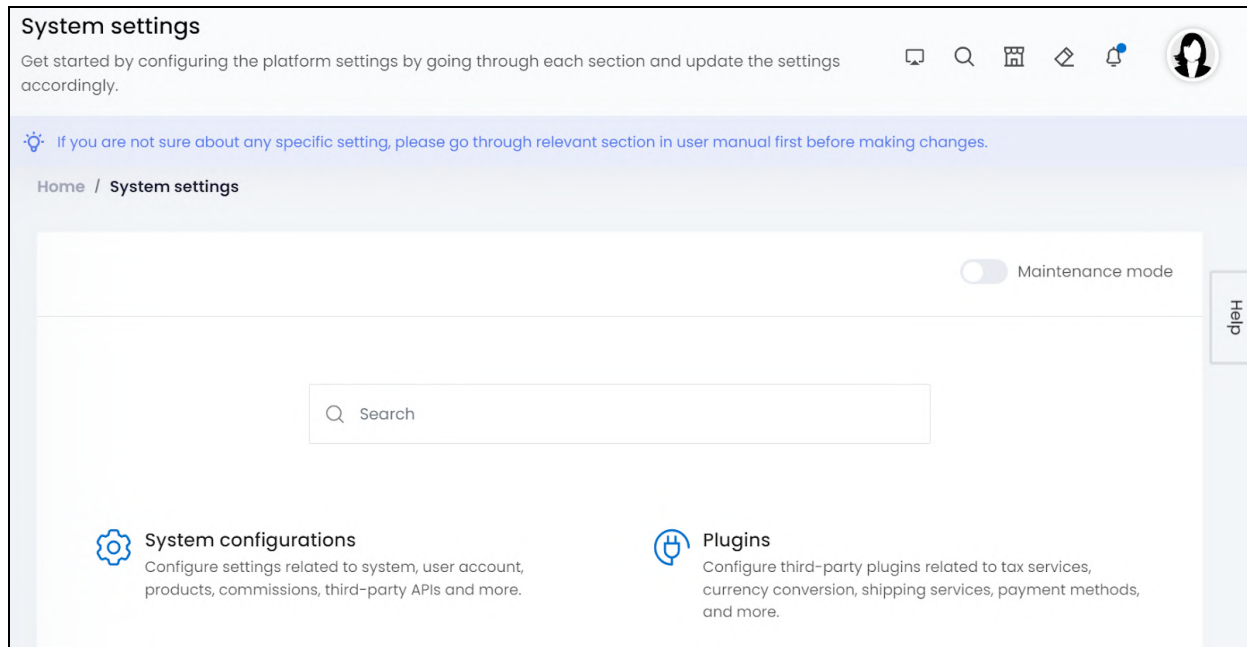 System settings
Get started by configuring the platform settings by going through each section and update the settings
accordingly.
If you are not sure about any specific setting, please go through relevant section in user manual first before making changes.
Home / System settings
Maintenance mode
Help
Search
System configurations
Configure settings related to system, user account,
products, commissions, third-party APIs and more.
Plugins
Configure third-party plugins related to tax services,
currency conversion, shipping services, payment methods,
and more.